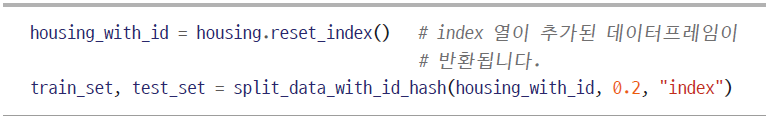 housing_with_id = housing.reset_index()   # index 열이 추가된 데이터프레임이
# 반환됩니다.
train_set, test_set = split_data_with_id_hash(housing_with_id, 0.2, "index")